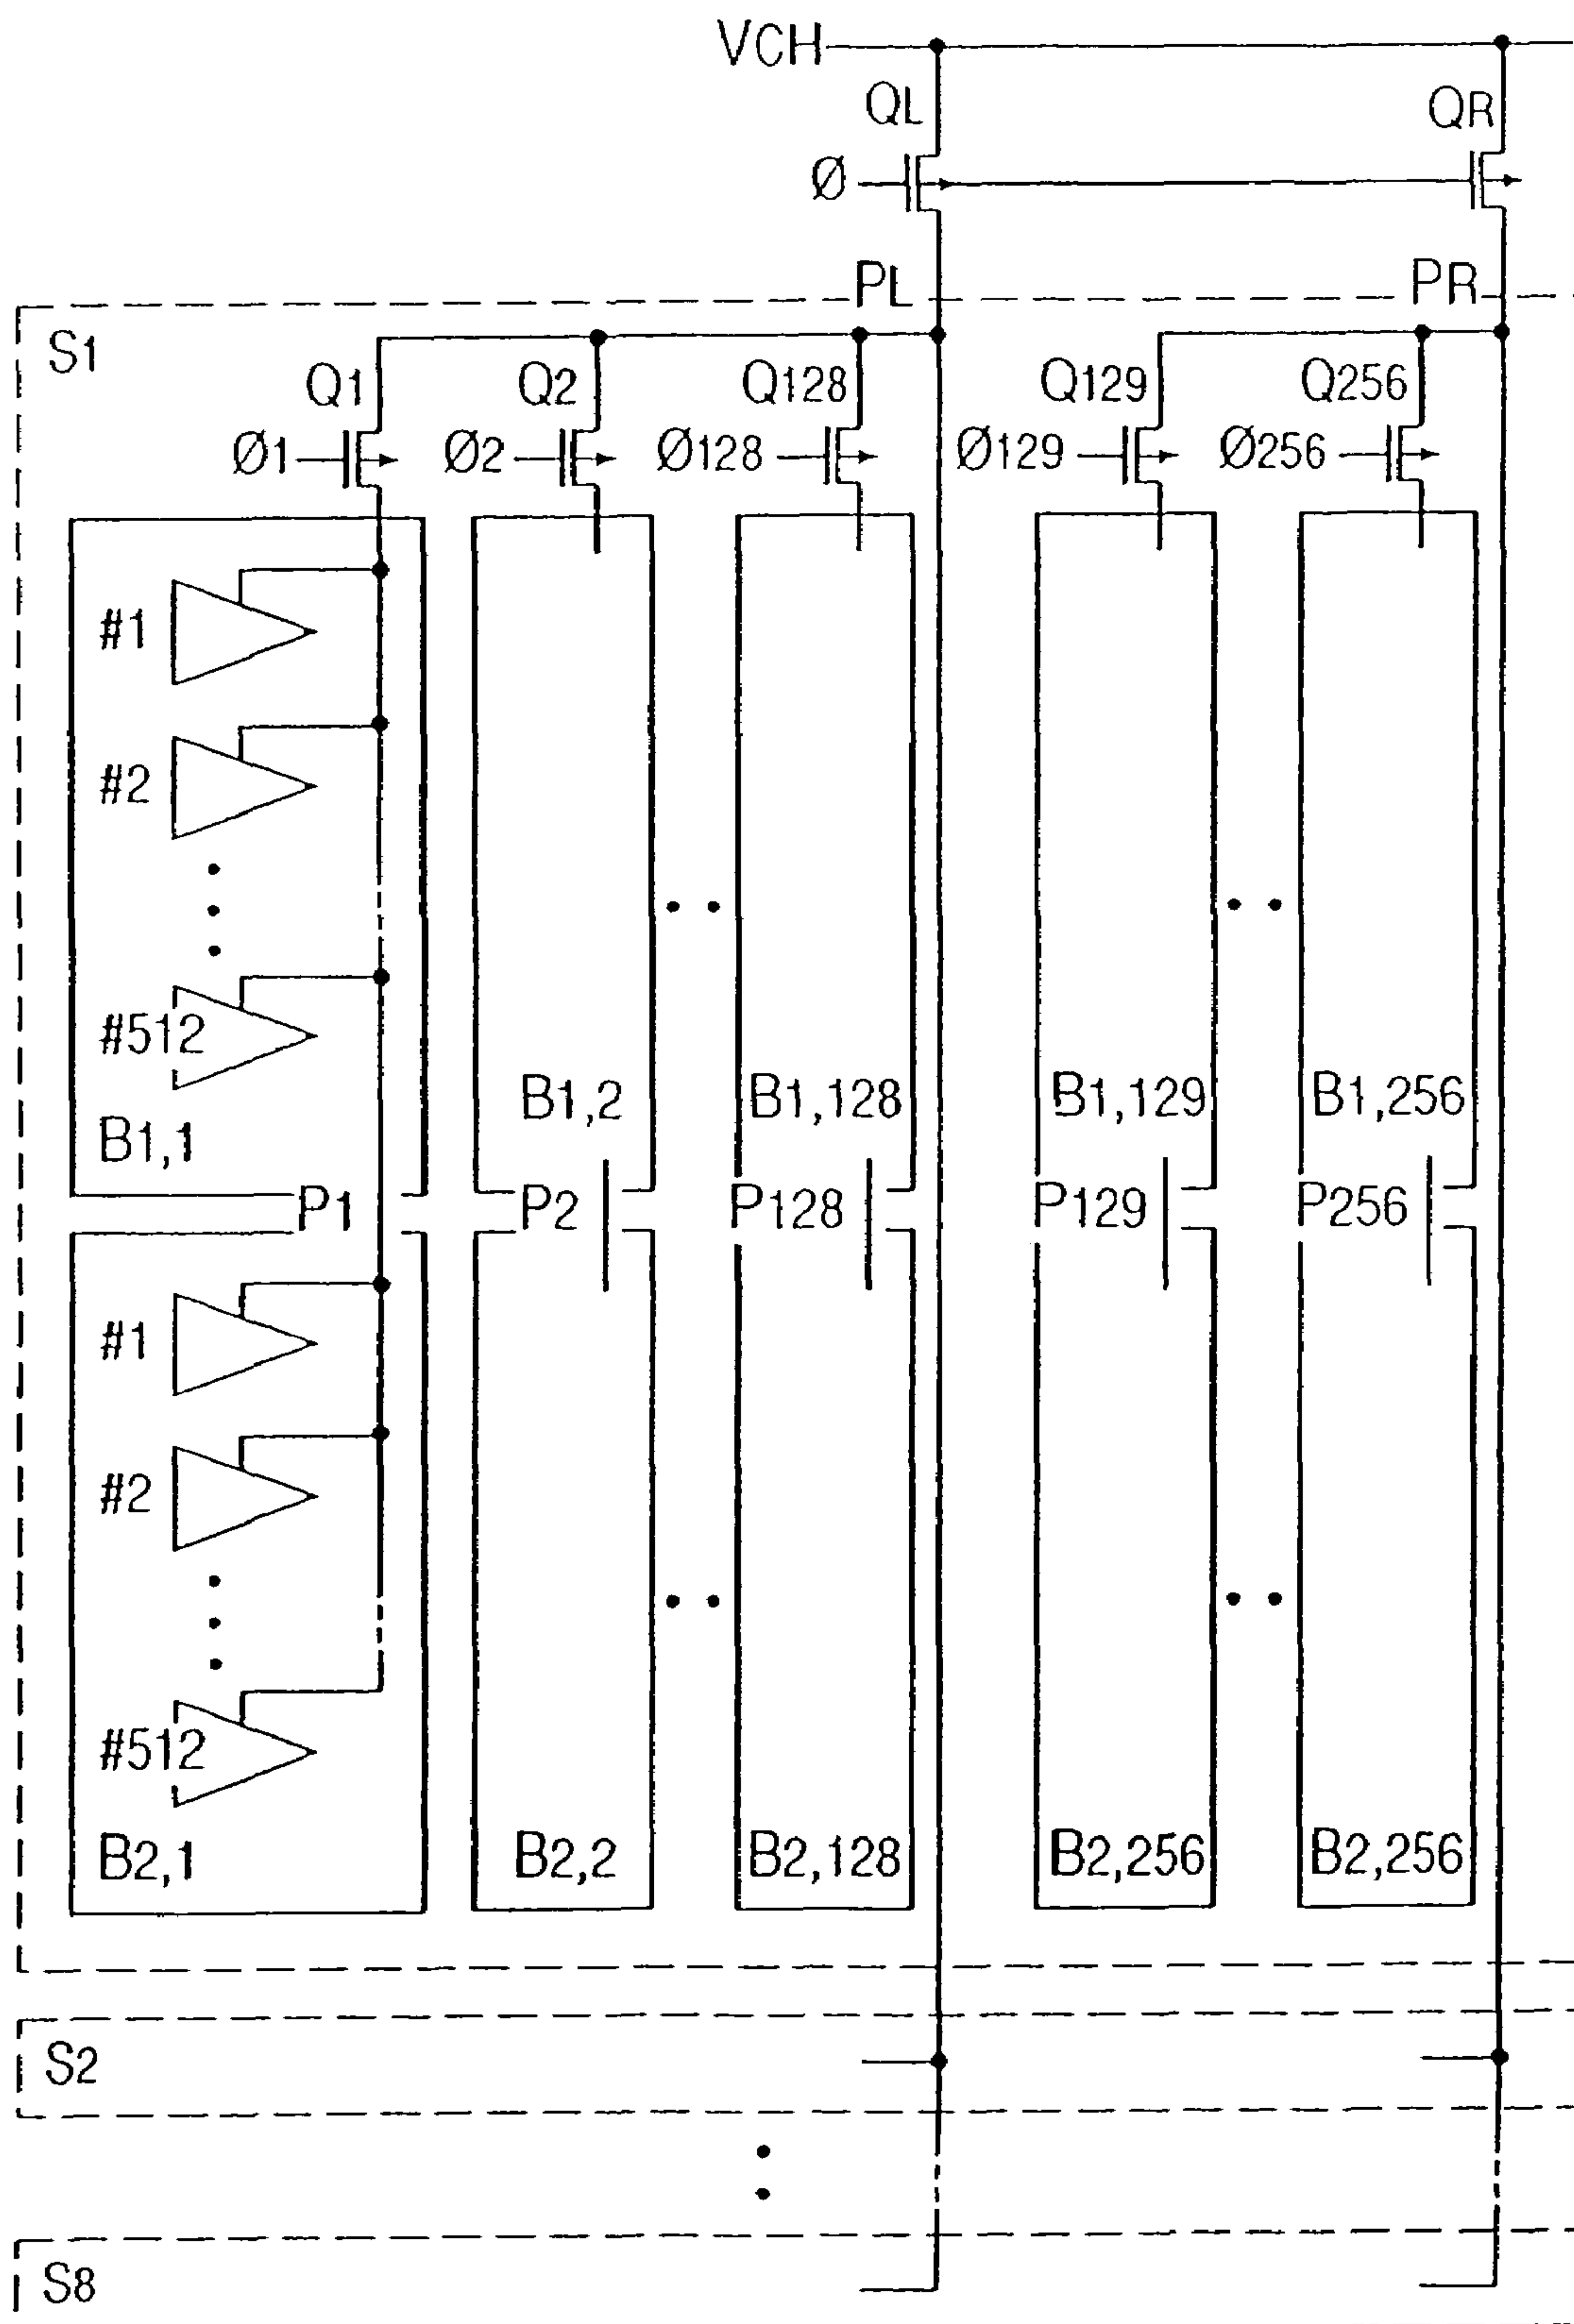 VCH
QL QR
Ø
PL PR
S1
Q1 Q2 Q128 Q129 Q256
Ø1 Ø2 Ø128 Ø129 Ø256
#1
#2
#512
B1,1 B1,2 B1,128 B1,129 B1,256
P1 P2 P128 P129 P256
#1
#2
#512
B2,1 B2,2 B2,128 B2,256 B2,256
S2
S8